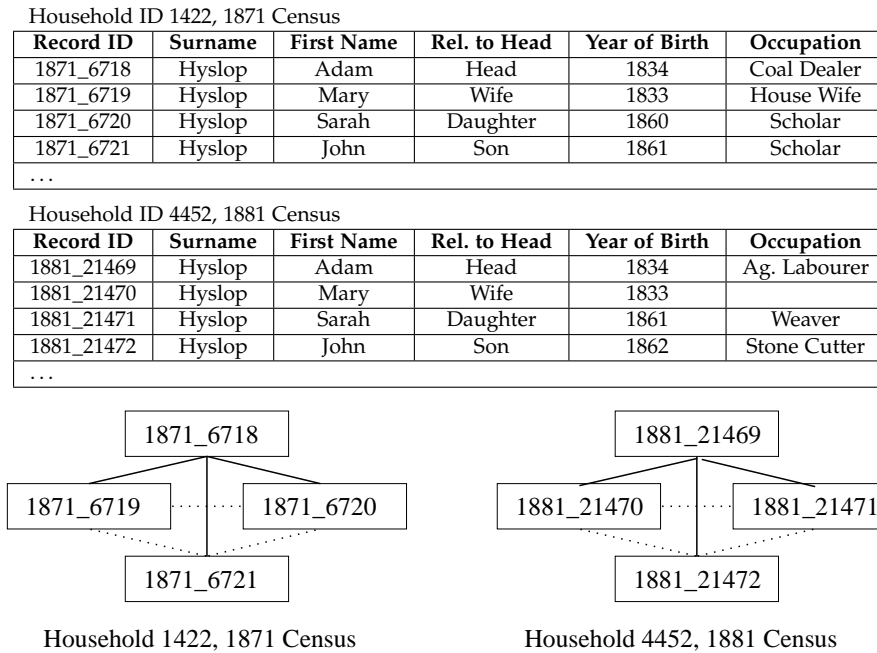 Household ID 1422, 1871 Census
Record ID Surname First Name Rel. to Head Year of Birth Occupation
1871_6718 Hyslop Adam Head 1834 Coal Dealer
1871_6719 Hyslop Mary Wife 1833 House Wife
1871_6720 Hyslop Sarah Daughter 1860 Scholar
1871_6721 Hyslop John Son 1861 Scholar
. . .
Household ID 4452, 1881 Census
Record ID Surname First Name Rel. to Head Year of Birth Occupation
1881_21469 Hyslop Adam Head 1834 Ag. Labourer
1881_21470 Hyslop Mary Wife 1833
1881_21471 Hyslop Sarah Daughter 1861 Weaver
1881_21472 Hyslop John Son 1862 Stone Cutter
. . .
1871_6718
1871_6719 1871_6720
1871_6721
Household 1422, 1871 Census
1881_21469
1881_21470 1881_21471
1881_21472
Household 4452, 1881 Census